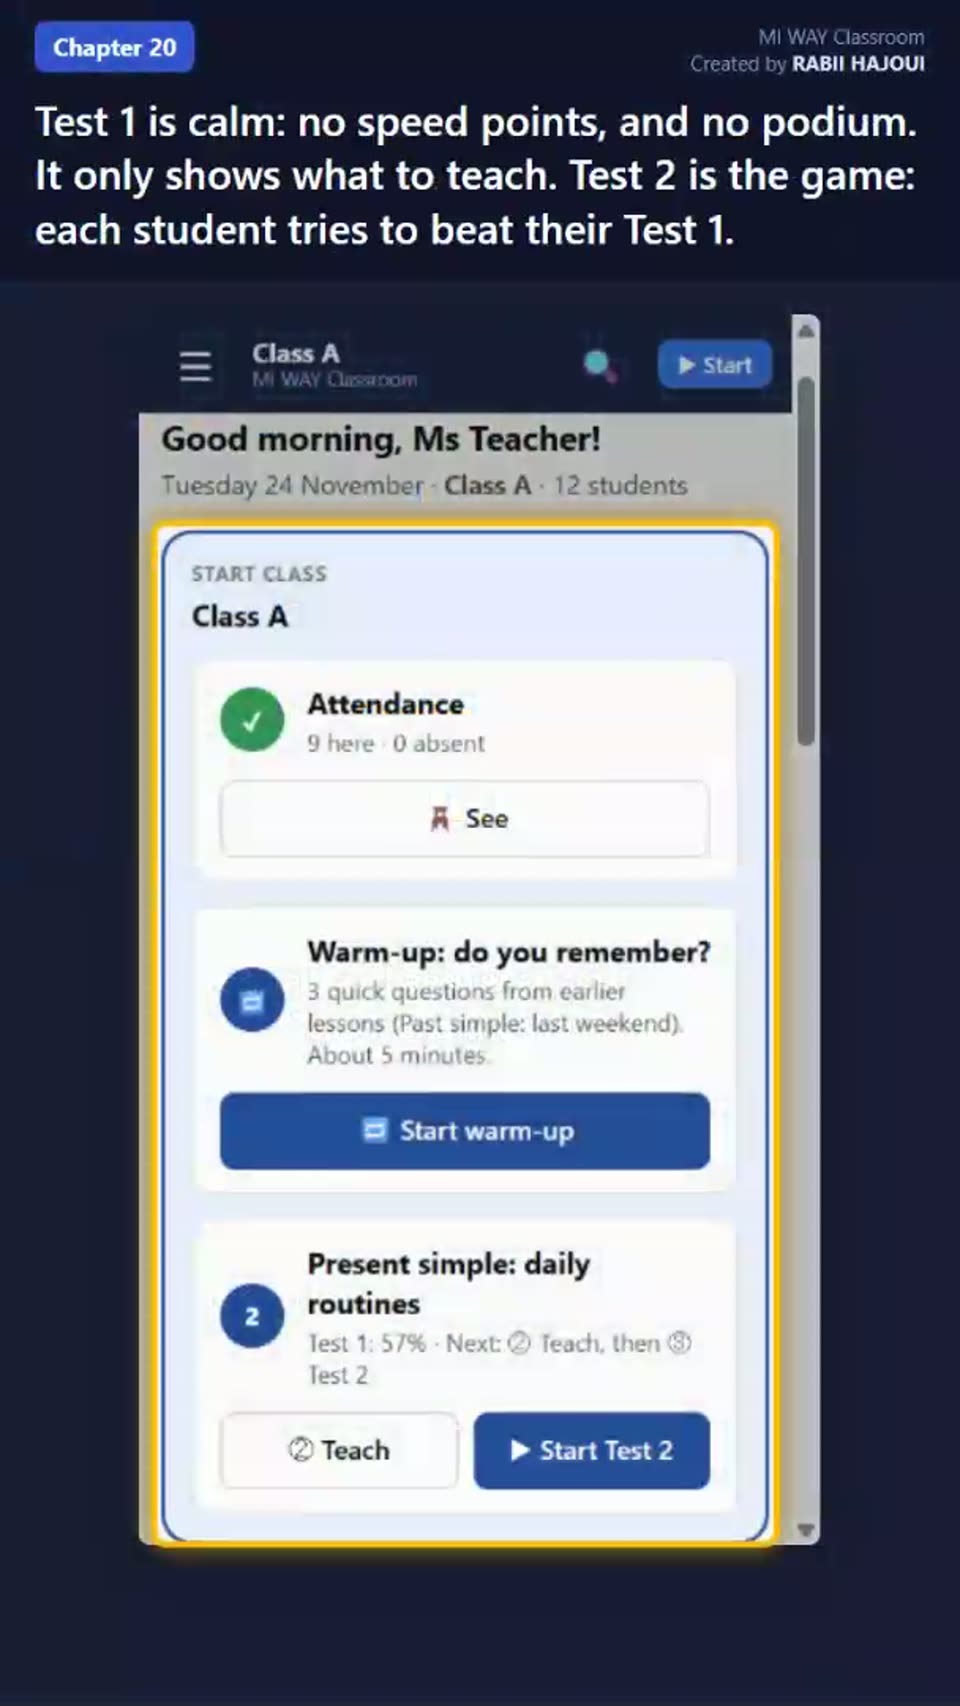 Chapter 20
MI WAY Classroom
Created by RABII HAJOUI
Test 1 is calm: no speed points, and no podium.
It only shows what to teach. Test 2 is the game:
each student tries to beat their Test 1.
Class A
MI WAY Classroom
▶ Start
Good morning, Ms Teacher!
Tuesday 24 November · Class A · 12 students
START CLASS
Class A
Attendance
9 here · 0 absent
See
Warm-up: do you remember?
3 quick questions from earlier
lessons (Past simple: last weekend).
About 5 minutes.
Start warm-up
Present simple: daily
routines
2
Test 1: 57% · Next: ② Teach, then ③
Test 2
② Teach
▶ Start Test 2